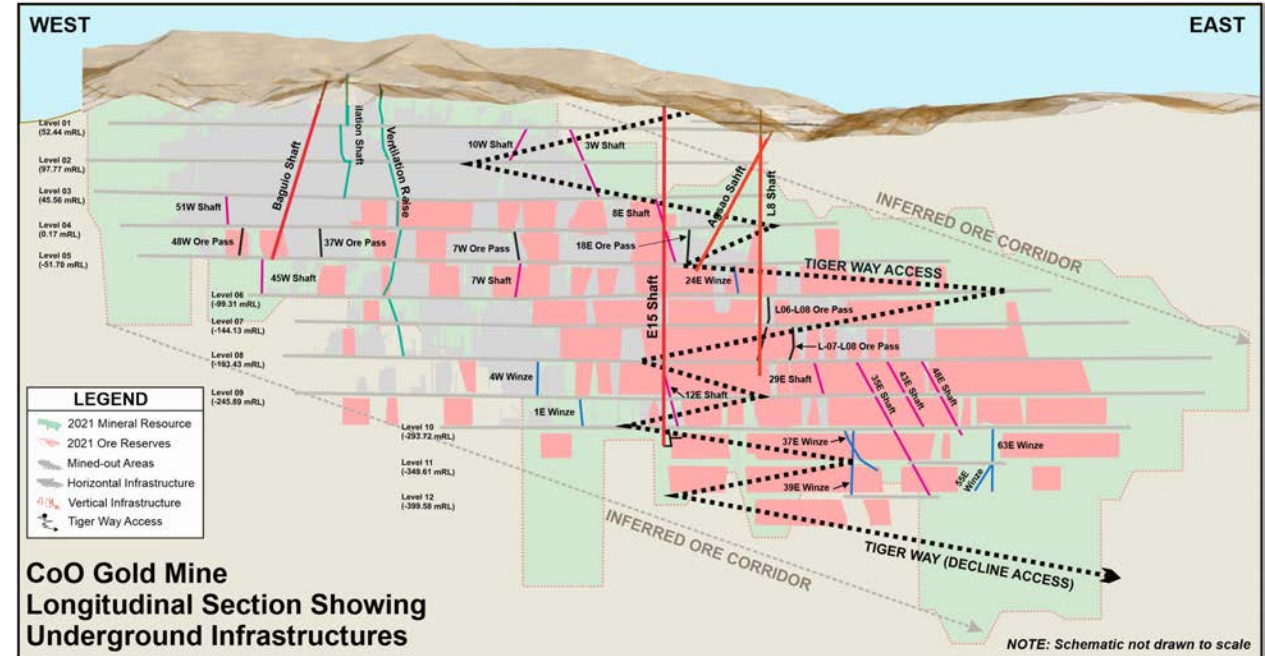 WEST
EAST
Level 01
(52.44 mRL)
Level 02
(97.77 mRL)
Level 03
(45.56 mRL)
Level 04
(0.17 mRL)
Level 05
(-51.70 mRL)
Level 06
(-99.31 mRL)
Level 07
(-144.13 mRL)
Level 08
(-193.43 mRL)
Level 09
(-245.89 mRL)
Level 10
(-293.72 mRL)
Level 11
(-349.61 mRL)
Level 12
(-399.58 mRL)
Baguio Shaft
ilation Shaft
Ventilation Raise
10W Shaft
3W Shaft
51W Shaft
8E Shaft
Agsao Sahft
L8 Shaft
INFERRED ORE CORRIDOR
48W Ore Pass
37W Ore Pass
7W Ore Pass
18E Ore Pass
45W Shaft
7W Shaft
24E Winze
TIGER WAY ACCESS
E15 Shaft
L06-L08 Ore Pass
L-07-L08 Ore Pass
4W Winze
29E Shaft
35E Shaft
43E Shaft
48E Shaft
12E Shaft
1E Winze
37E Winze
63E Winze
39E Winze
55E
Winze
INFERRED ORE CORRIDOR
TIGER WAY (DECLINE ACCESS)
LEGEND
2021 Mineral Resource
2021 Ore Reserves
Mined-out Areas
Horizontal Infrastructure
Vertical Infrastructure
Tiger Way Access
CoO Gold Mine
Longitudinal Section Showing
Underground Infrastructures
NOTE: Schematic not drawn to scale